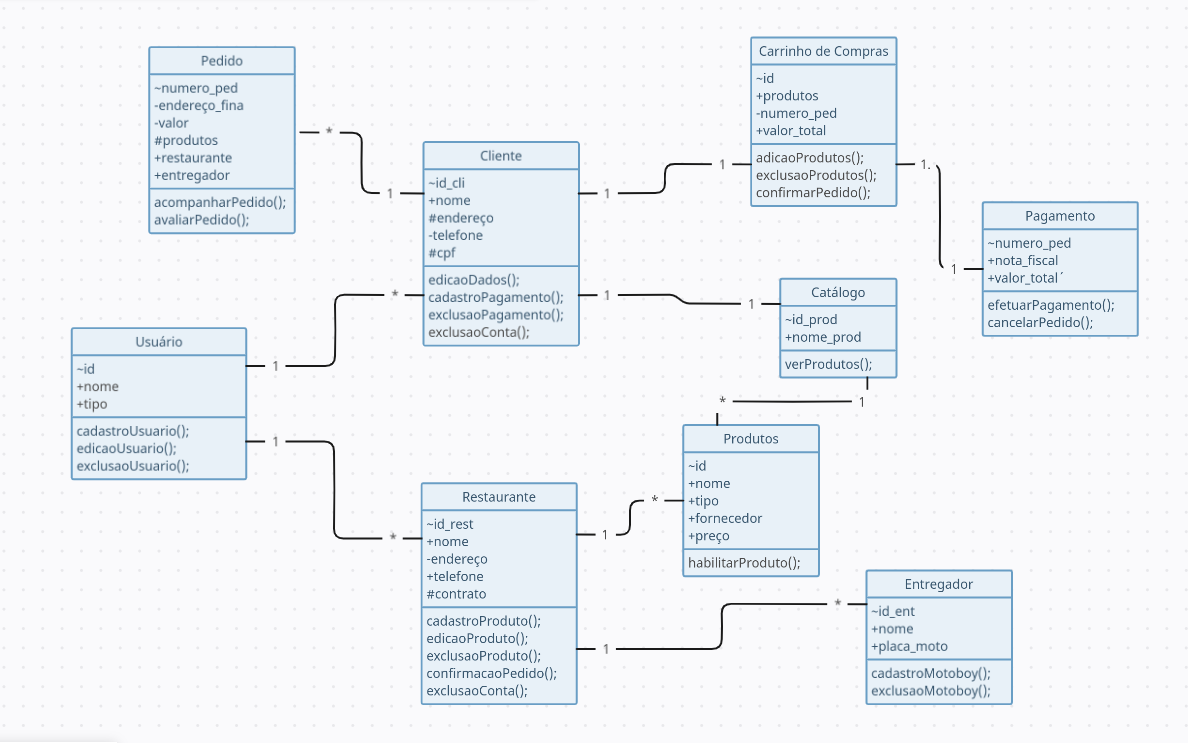 Pedido
~numero_ped
-endereço_fina
-valor
#produtos
+restaurante
+entregador
acompanharPedido();
avaliarPedido();
*
1
Cliente
~id_cli
+nome
#endereço
-telefone
#cpf
edicaoDados();
cadastroPagamento();
exclusaoPagamento();
exclusaoConta();
1
1
Carrinho de Compras
~id
+produtos
-numero_ped
+valor_total
adicaoProdutos();
exclusaoProdutos();
confirmarPedido();
1.
1
Pagamento
~numero_ped
+nota_fiscal
+valor_total´
efetuarPagamento();
cancelarPedido();
1
1
Catálogo
~id_prod
+nome_prod
verProdutos();
1
*
Usuário
~id
+nome
+tipo
cadastroUsuario();
edicaoUsuario();
exclusaoUsuario();
1
*
1
*
Produtos
~id
+nome
+tipo
+fornecedor
+preço
habilitarProduto();
Restaurante
~id_rest
+nome
-endereço
+telefone
#contrato
cadastroProduto();
edicaoProduto();
exclusaoProduto();
confirmacaoPedido();
exclusaoConta();
1
*
1
*
Entregador
~id_ent
+nome
+placa_moto
cadastroMotoboy();
exclusaoMotoboy();